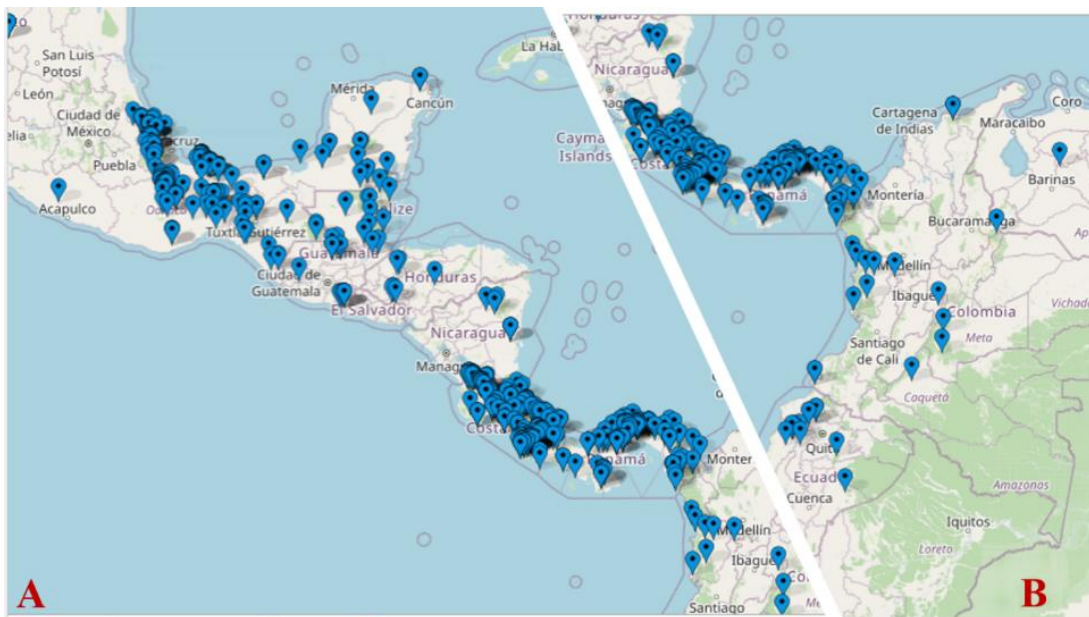 San Luis
Potosí
León
Ciudad de
México
Puebla
Acapulco
Oaxaca
Tuxtla Gutiérrez
Mérida
Cancún
La Hab
Belize
Guatemala
Ciudad de
Guatemala
El Salvador
Honduras
Nicaragua
Costa
Panamá
Monter
Medellín
Ibagué
Santiago
A
Honduras
Nicaragua
Cayman
Islands
Costa
Panamá
Cartagena
de Indias
Coro
Maracaibo
Barinas
Montería
Bucaramanga
Medellín
Ibagué
Colombia
Vichada
Meta
Santiago
de Cali
Caquetá
Quito
Ecuador
Cuenca
Amazonas
Iquitos
Loreto
B